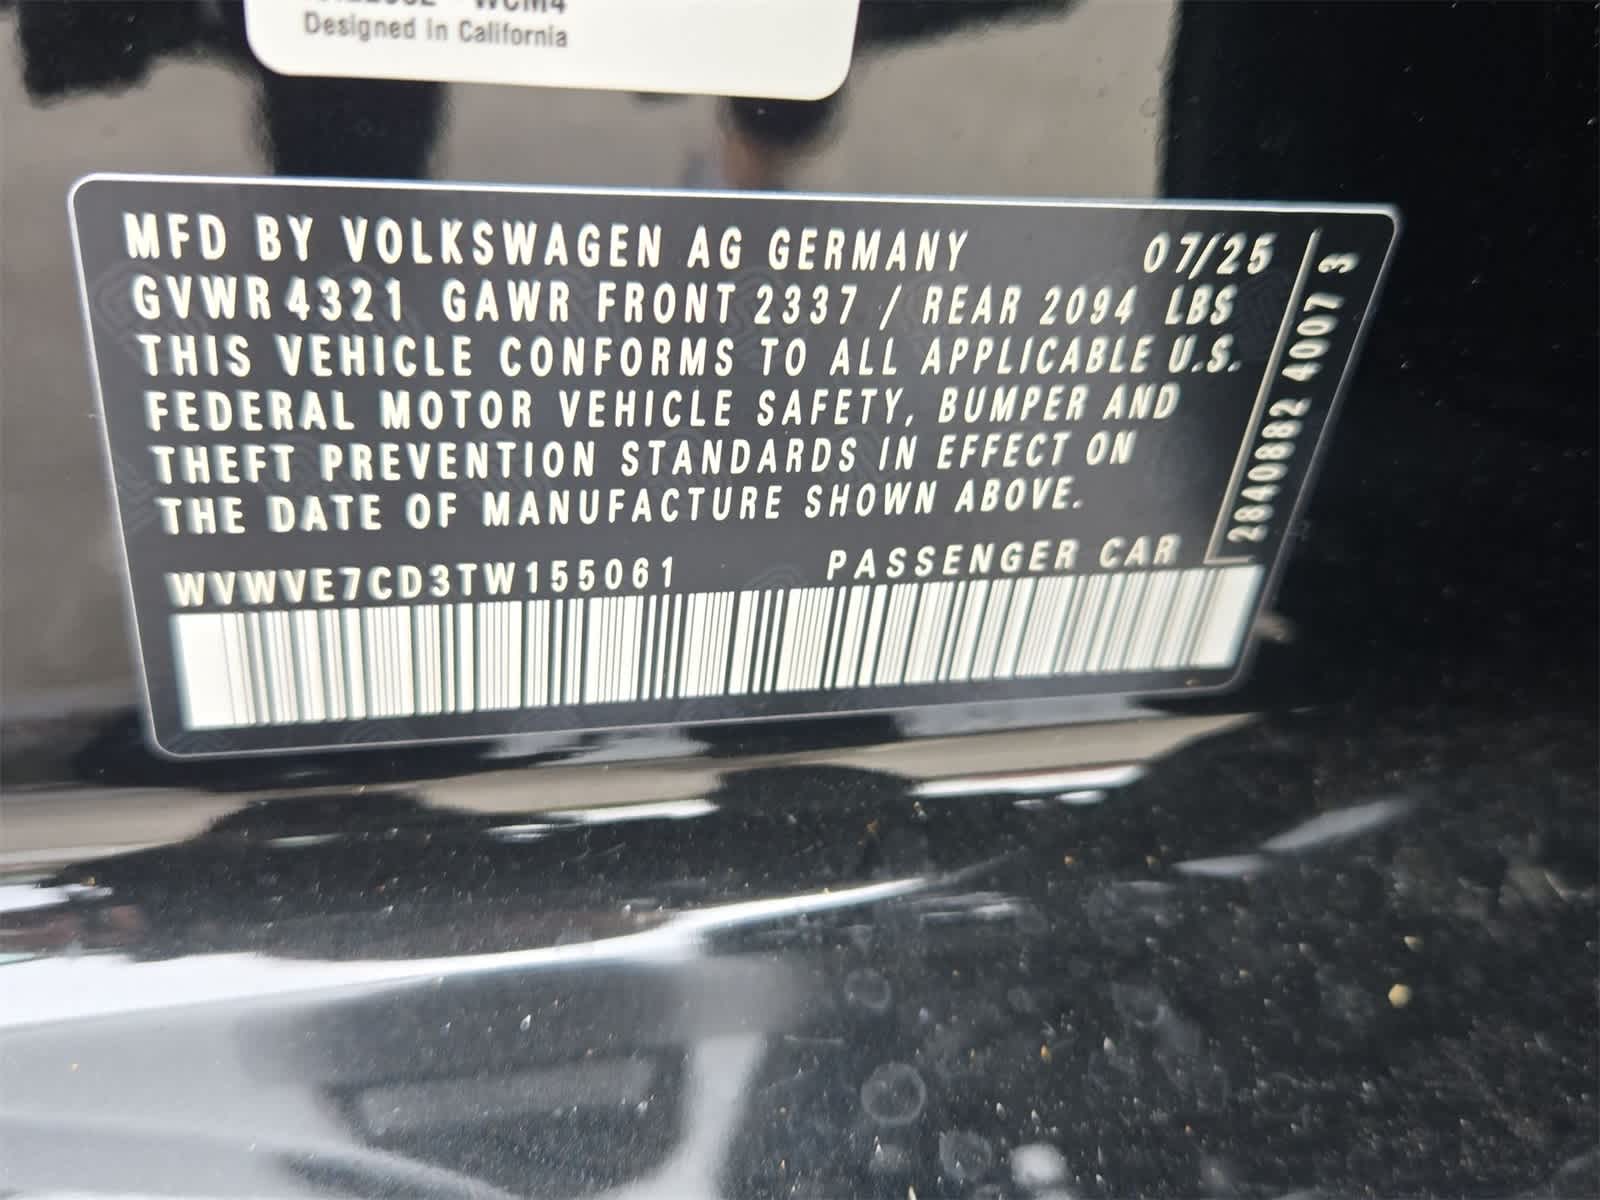 WCM4
Designed In California
MFD BY VOLKSWAGEN AG GERMANY 07/25
GVWR 4321 GAWR FRONT 2337 / REAR 2094 LBS
THIS VEHICLE CONFORMS TO ALL APPLICABLE U.S.
FEDERAL MOTOR VEHICLE SAFETY, BUMPER AND
THEFT PREVENTION STANDARDS IN EFFECT ON
THE DATE OF MANUFACTURE SHOWN ABOVE.
WVWVE7CD3TW155061 PASSENGER CAR
2840882 4007 3